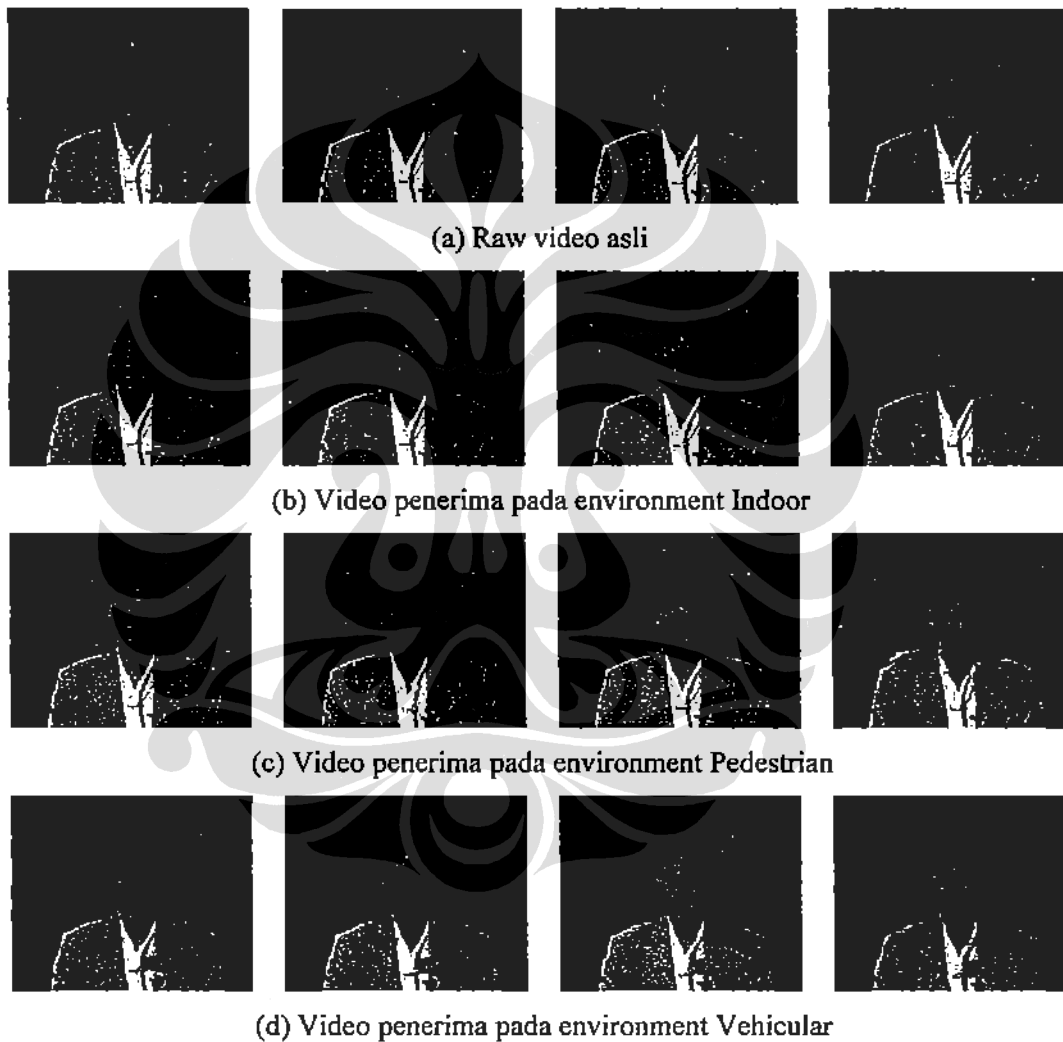 (a) Raw video asli
(b) Video penerima pada environment Indoor
(c) Video penerima pada environment Pedestrian
(d) Video penerima pada environment Vehicular